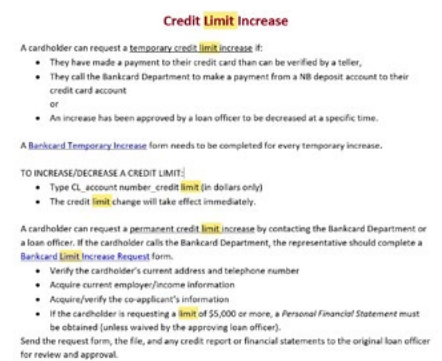 Credit Limit Increase
A cardholder can request a temporary credit limit increase if:
• They have made a payment to their credit card than can be verified by a teller,
• They call the Bankcard Department to make a payment from a NB deposit account to their
credit card account
or
• An increase has been approved by a loan officer to be decreased at a specific time.
A Bankcard Temporary Increase form needs to be completed for every temporary increase.
TO INCREASE/DECREASE A CREDIT LIMIT:
• Type CL_account number_credit limit (in dollars only)
• The credit limit change will take effect immediately.
A cardholder can request a permanent credit limit increase by contacting the Bankcard Department or
a loan officer. If the cardholder calls the Bankcard Department, the representative should complete a
Bankcard Limit Increase Request form.
• Verify the cardholder's current address and telephone number
• Acquire current employer/income information
• Acquire/verify the co-applicant's information
• If the cardholder is requesting a limit of $5,000 or more, a Personal Financial Statement must
be obtained (unless waived by the approving loan officer).
Send the request form, the file, and any credit report or financial statements to the original loan officer
for review and approval.